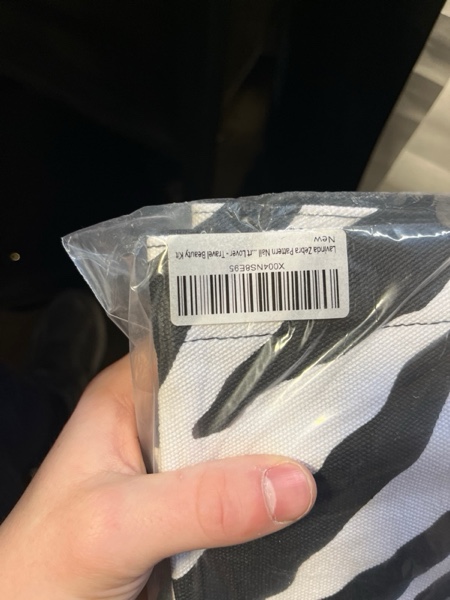 X004NS8E95
Lavinda Zebra Pattern Nail ...rt Lover - Travel Beauty Kit
New